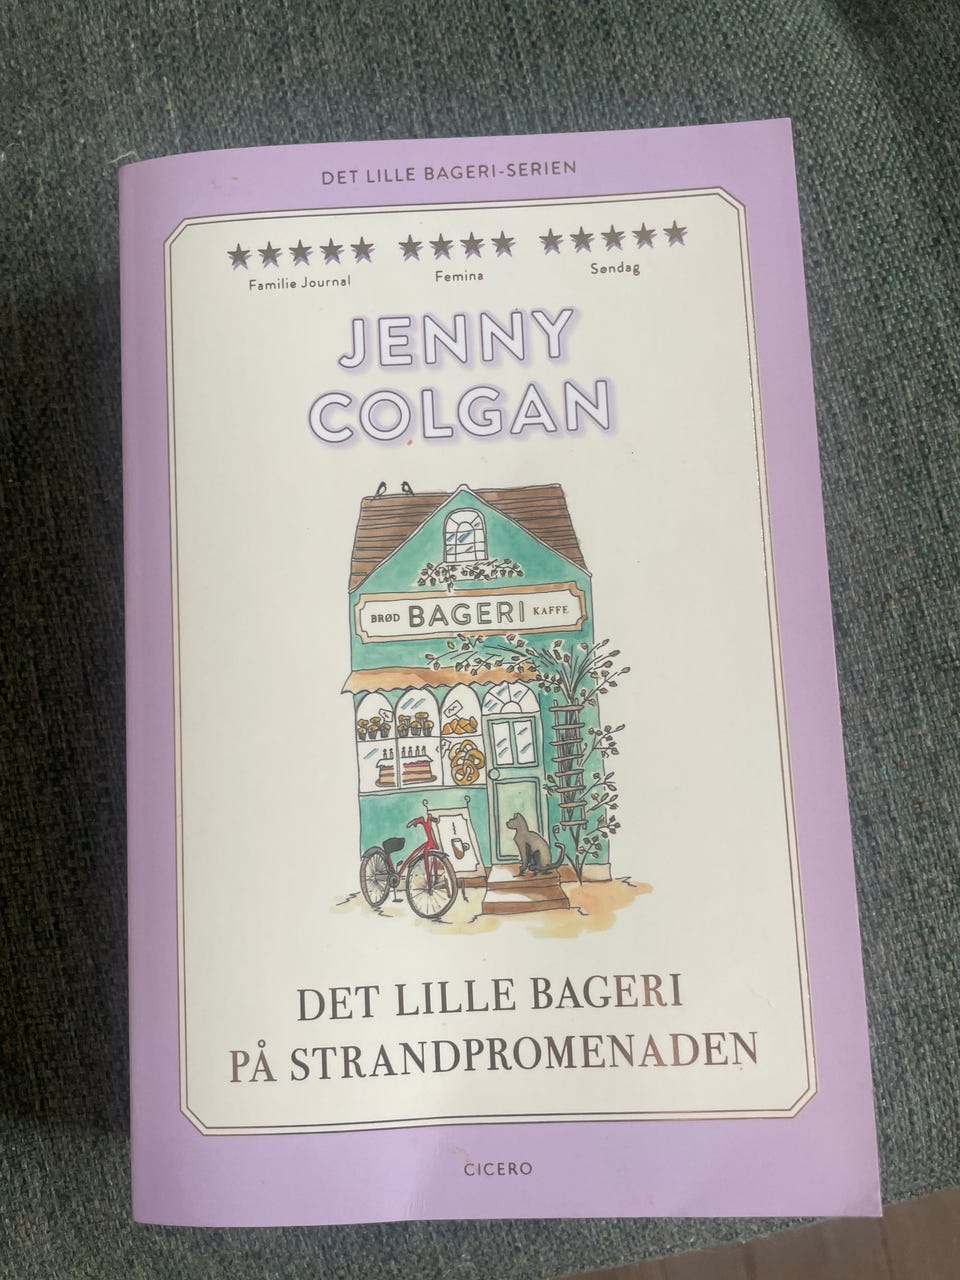 DET LILLE BAGERI-SERIEN
★★★★★ ★★★★ ★★★★★
Familie Journal Femina Søndag
JENNY
COLGAN
BRØD BAGERI KAFFE
DET LILLE BAGERI
PÅ STRANDPROMENADEN
CICERO